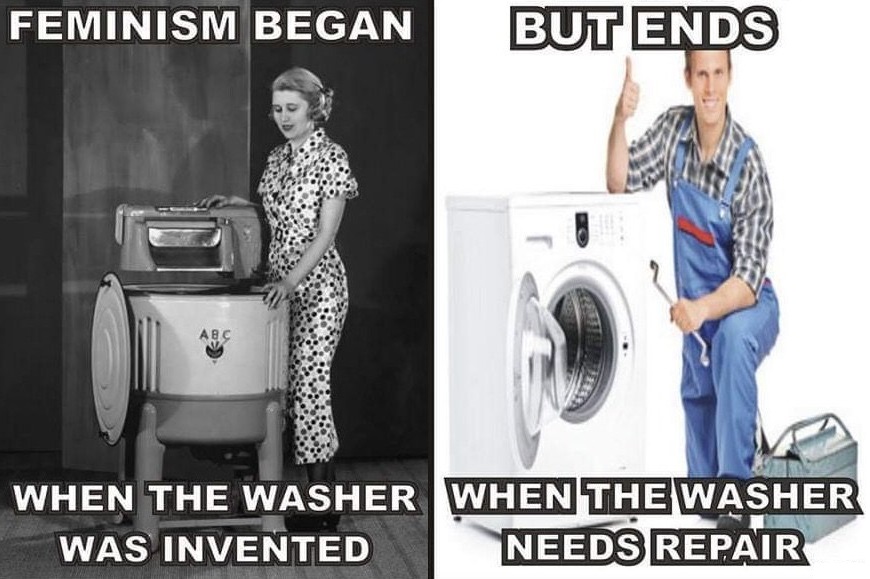 FEMINISM BEGAN
ABC
WHEN THE WASHER
WAS INVENTED
BUT ENDS
WHEN THE WASHER
NEEDS REPAIR